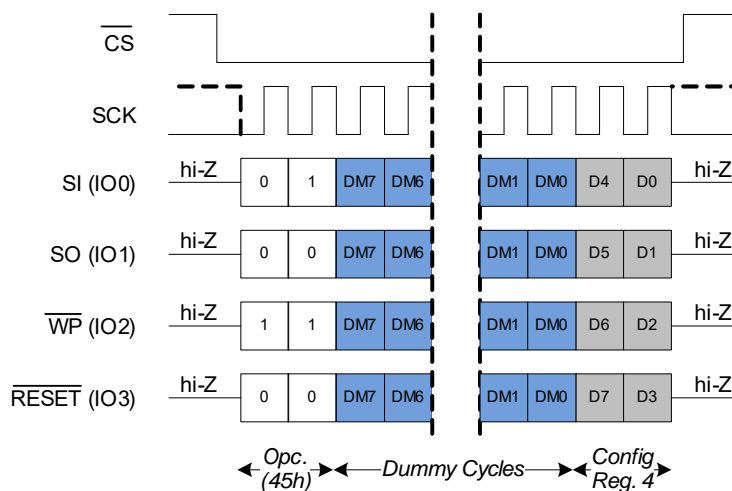 CS
SCK
SI (IO0) hi-Z 0 1 DM7 DM6 DM1 DM0 D4 D0 hi-Z
SO (IO1) hi-Z 0 0 DM7 DM6 DM1 DM0 D5 D1 hi-Z
WP (IO2) hi-Z 1 1 DM7 DM6 DM1 DM0 D6 D2 hi-Z
RESET (IO3) hi-Z 0 0 DM7 DM6 DM1 DM0 D7 D3 hi-Z
Opc. Dummy Cycles Config
(45h) Reg. 4